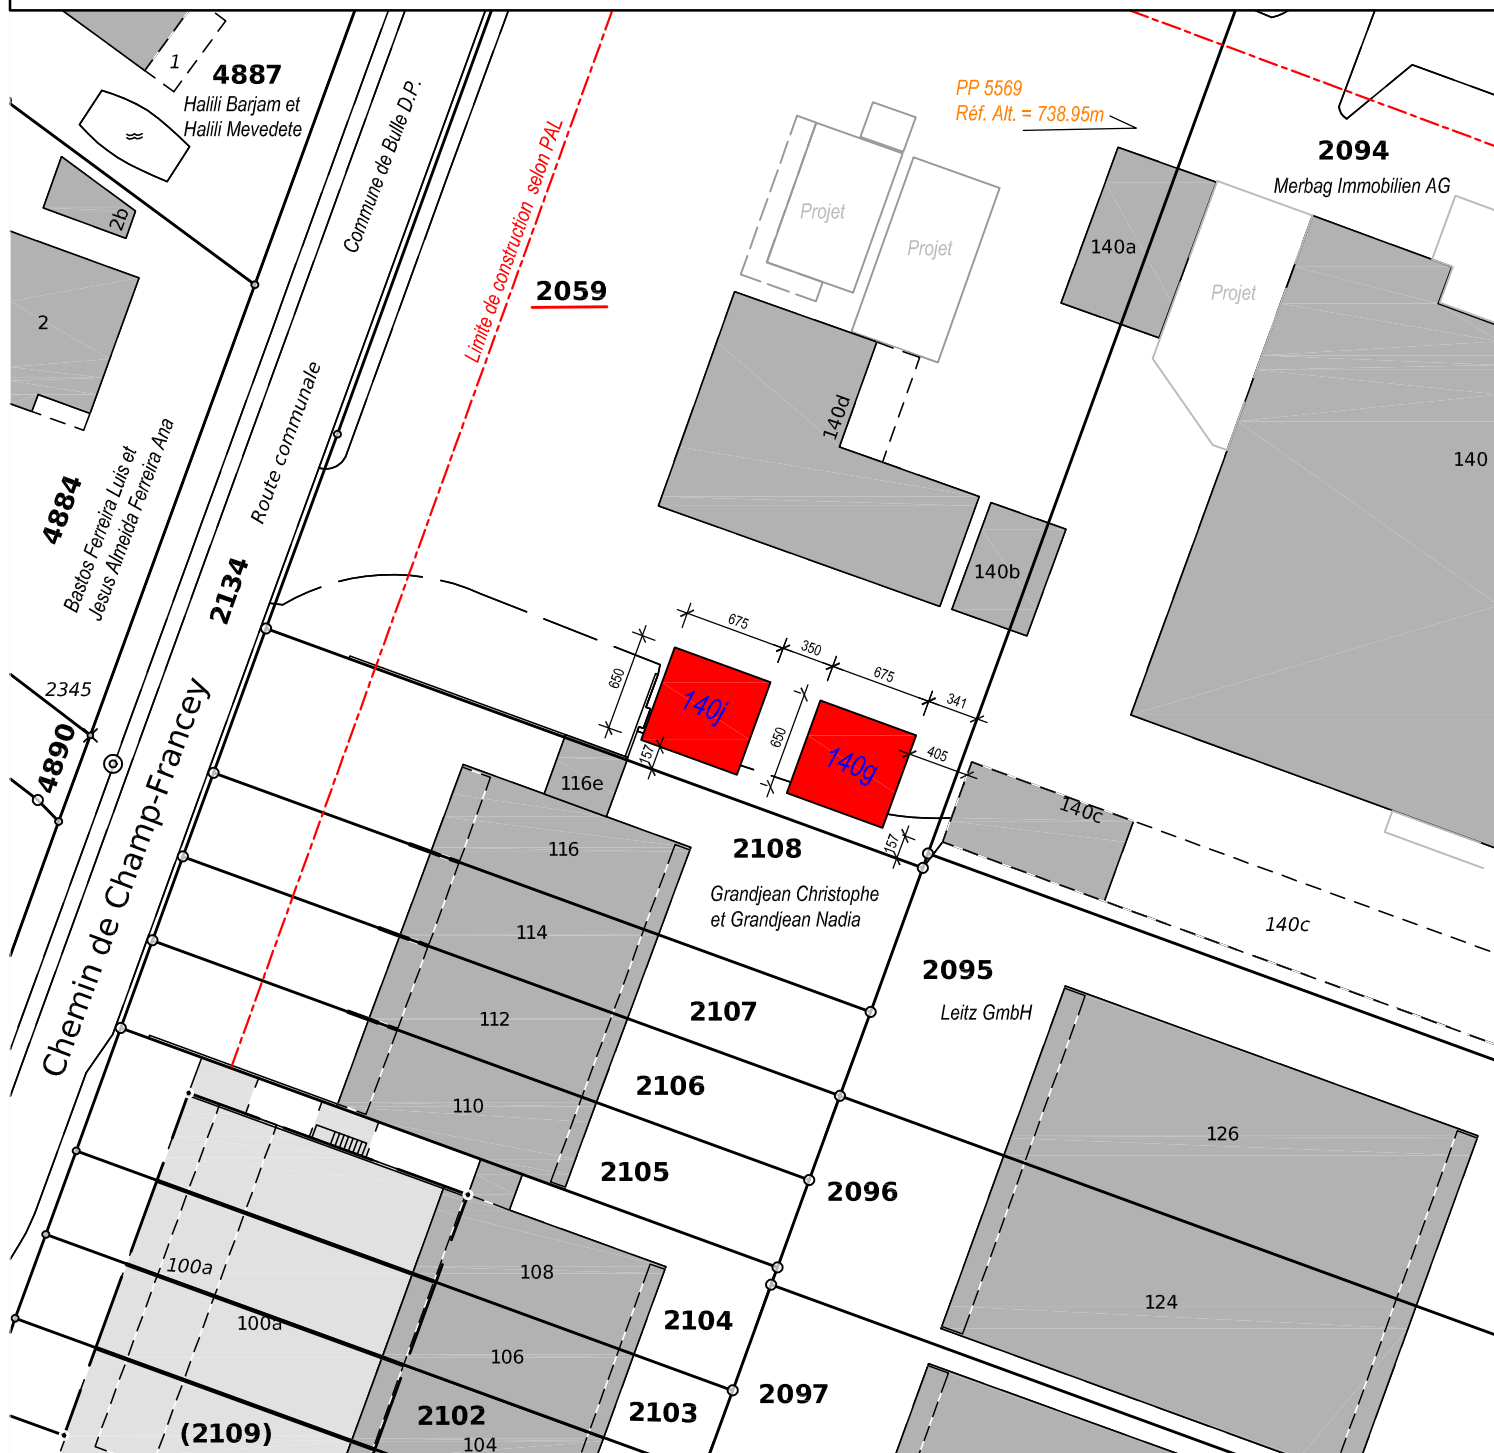 1
4887
Halili Barjam et
Halili Mevedete
2b
2
Commune de Bulle D.P.
Limite de construction selon PAL
2059
PP 5569
Réf. Alt. = 738.95m
2094
Merbag Immobilien AG
Projet
Projet
Projet
140a
140d
140b
140
Route communale
4884
Bastos Ferreira Luis et
Jesus Almeida Ferreira Ana
2134
2345
4890
Chemin de Champ-Francey
675
350
675
341
650
650
405
157
157
140j
140g
140c
140c
116e
116
114
112
110
2108
Grandjean Christophe
et Grandjean Nadia
2107
2106
2105
2095
Leitz GmbH
2096
126
124
100a
100a
108
106
104
2104
2103
2102
2097
(2109)